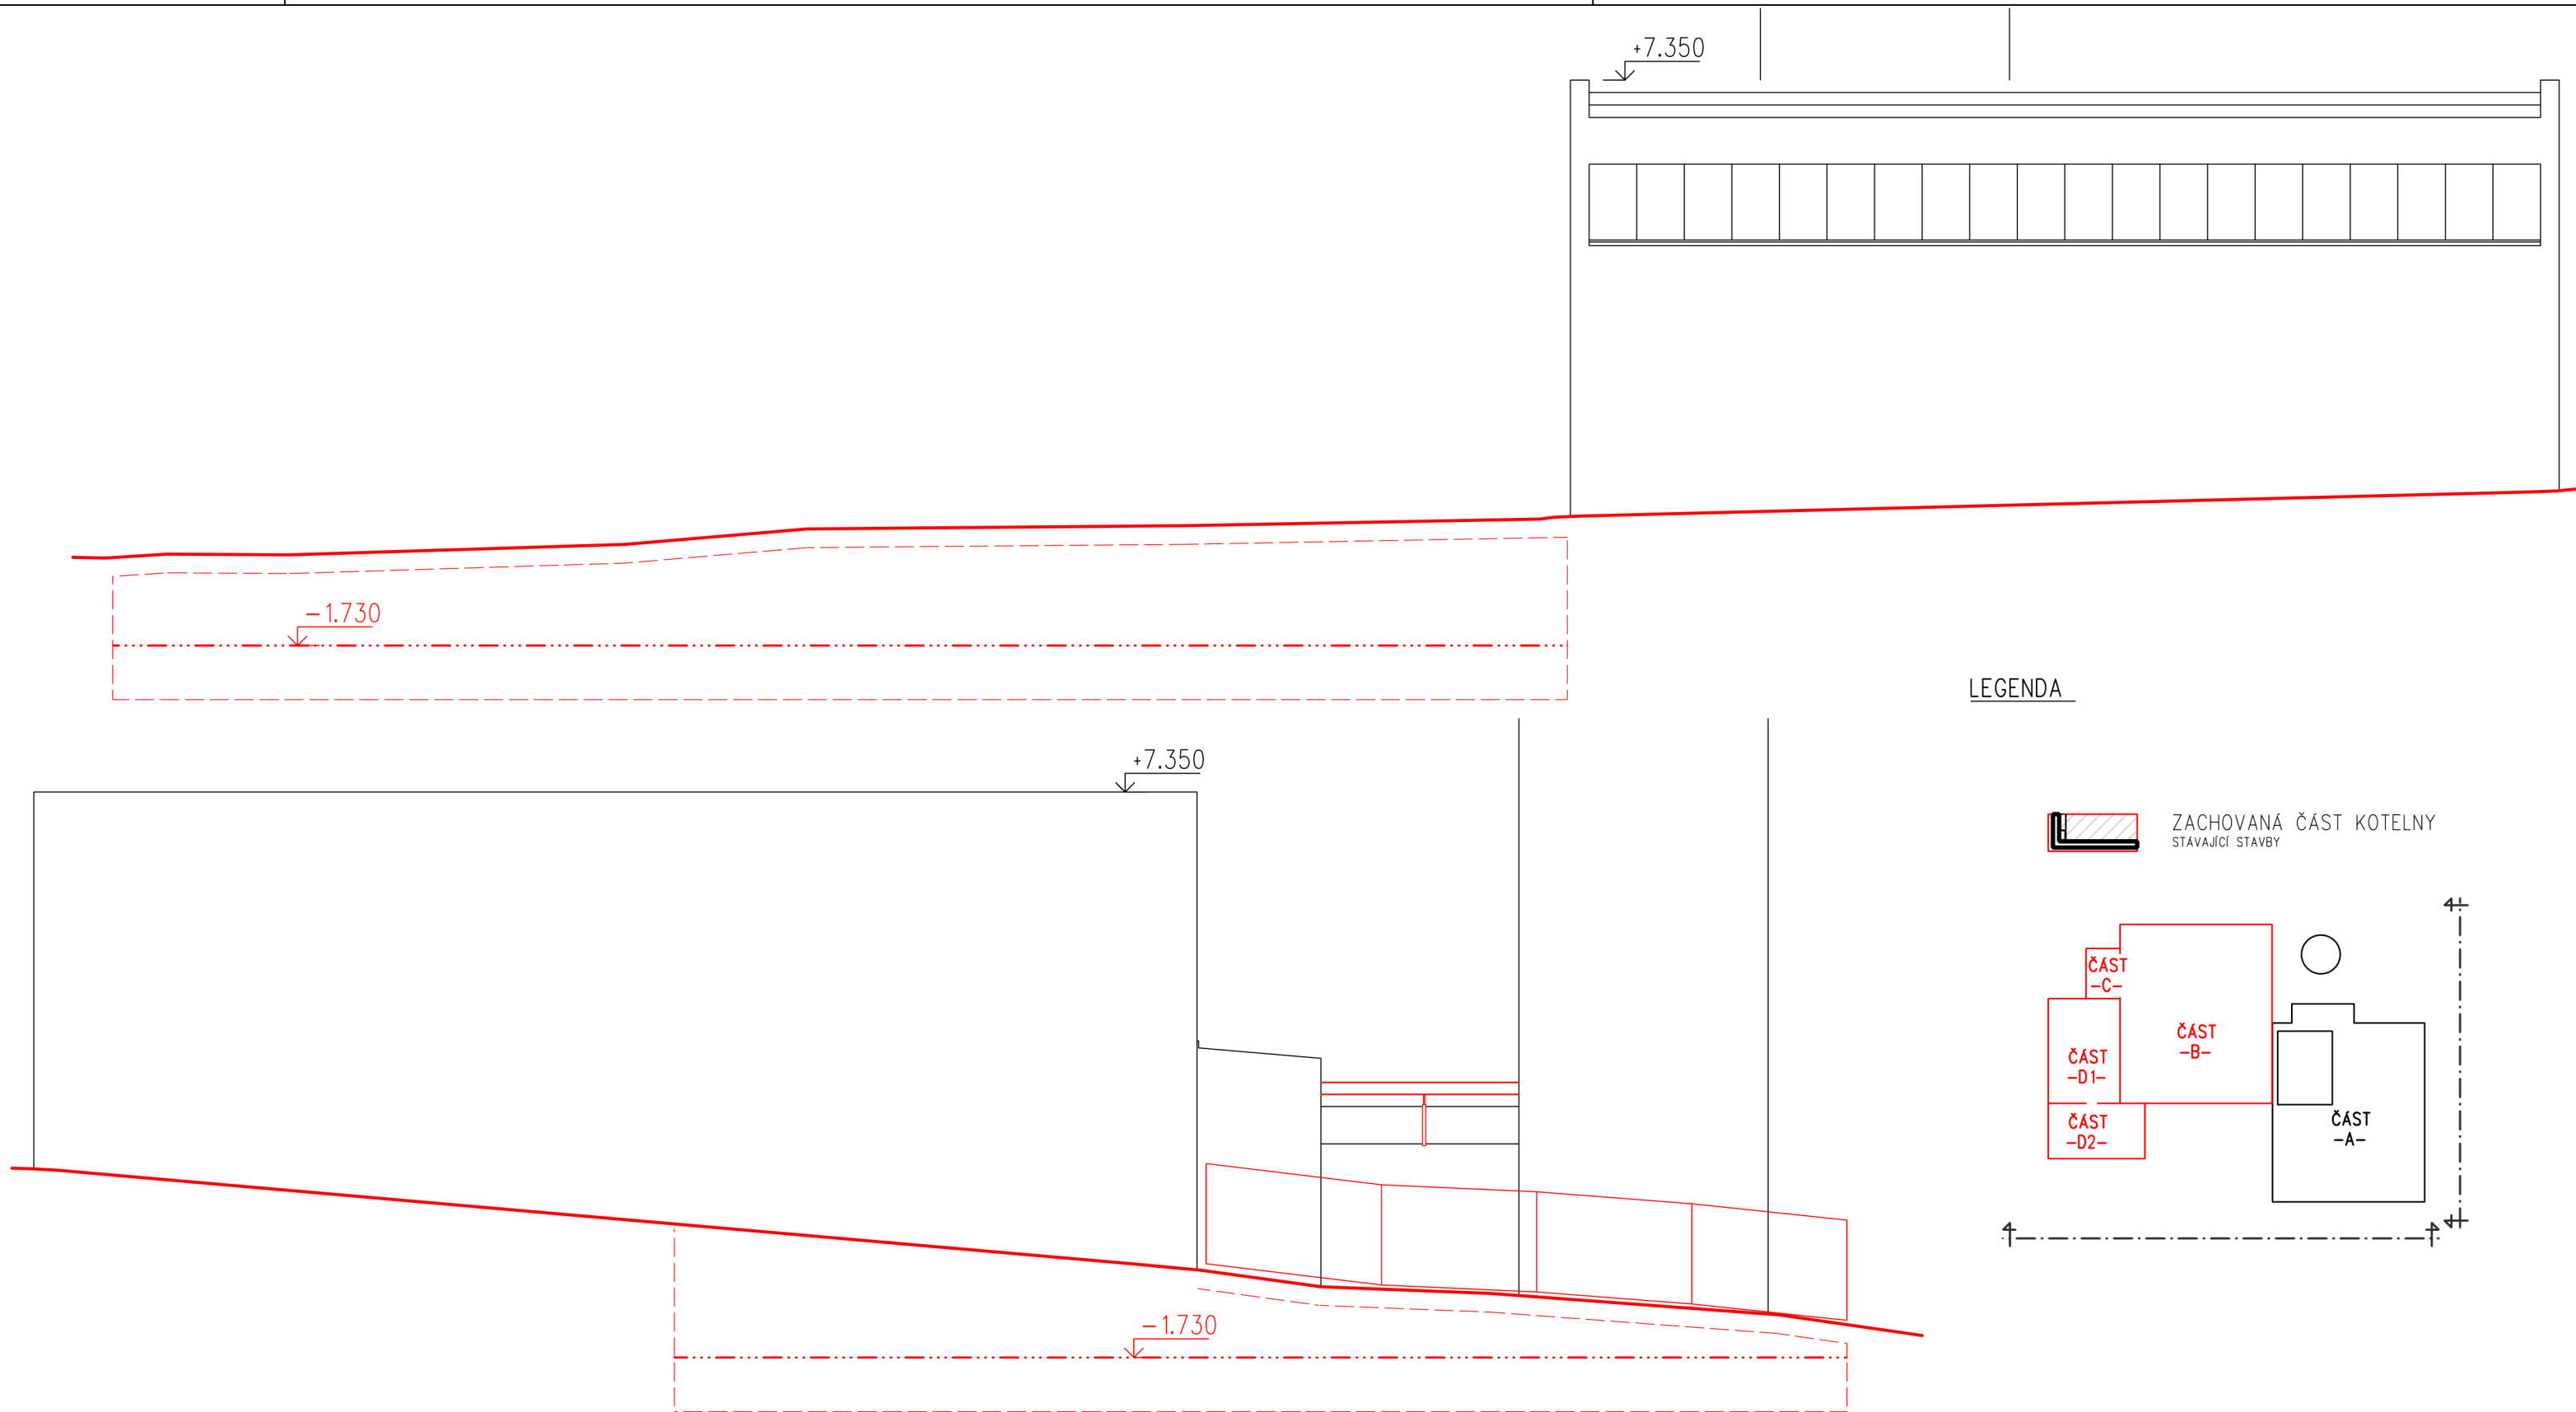 +7.350
-1.730
LEGENDA
+7.350
ZACHOVANÁ ČÁST KOTELNY
STÁVAJÍCÍ STAVBY
ČÁST
-C-
ČÁST
-B-
ČÁST
-D1-
ČÁST
-A-
ČÁST
-D2-
-1.730